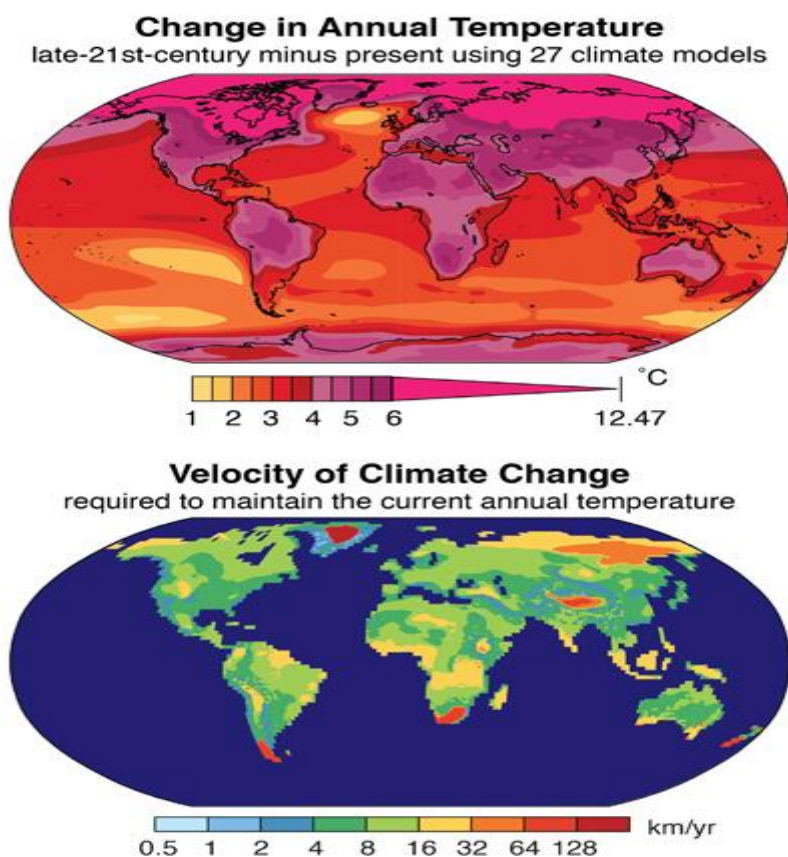 Change in Annual Temperature
late-21st-century minus present using 27 climate models
°C
1 2 3 4 5 6 12.47
Velocity of Climate Change
required to maintain the current annual temperature
km/yr
0.5 1 2 4 8 16 32 64 128